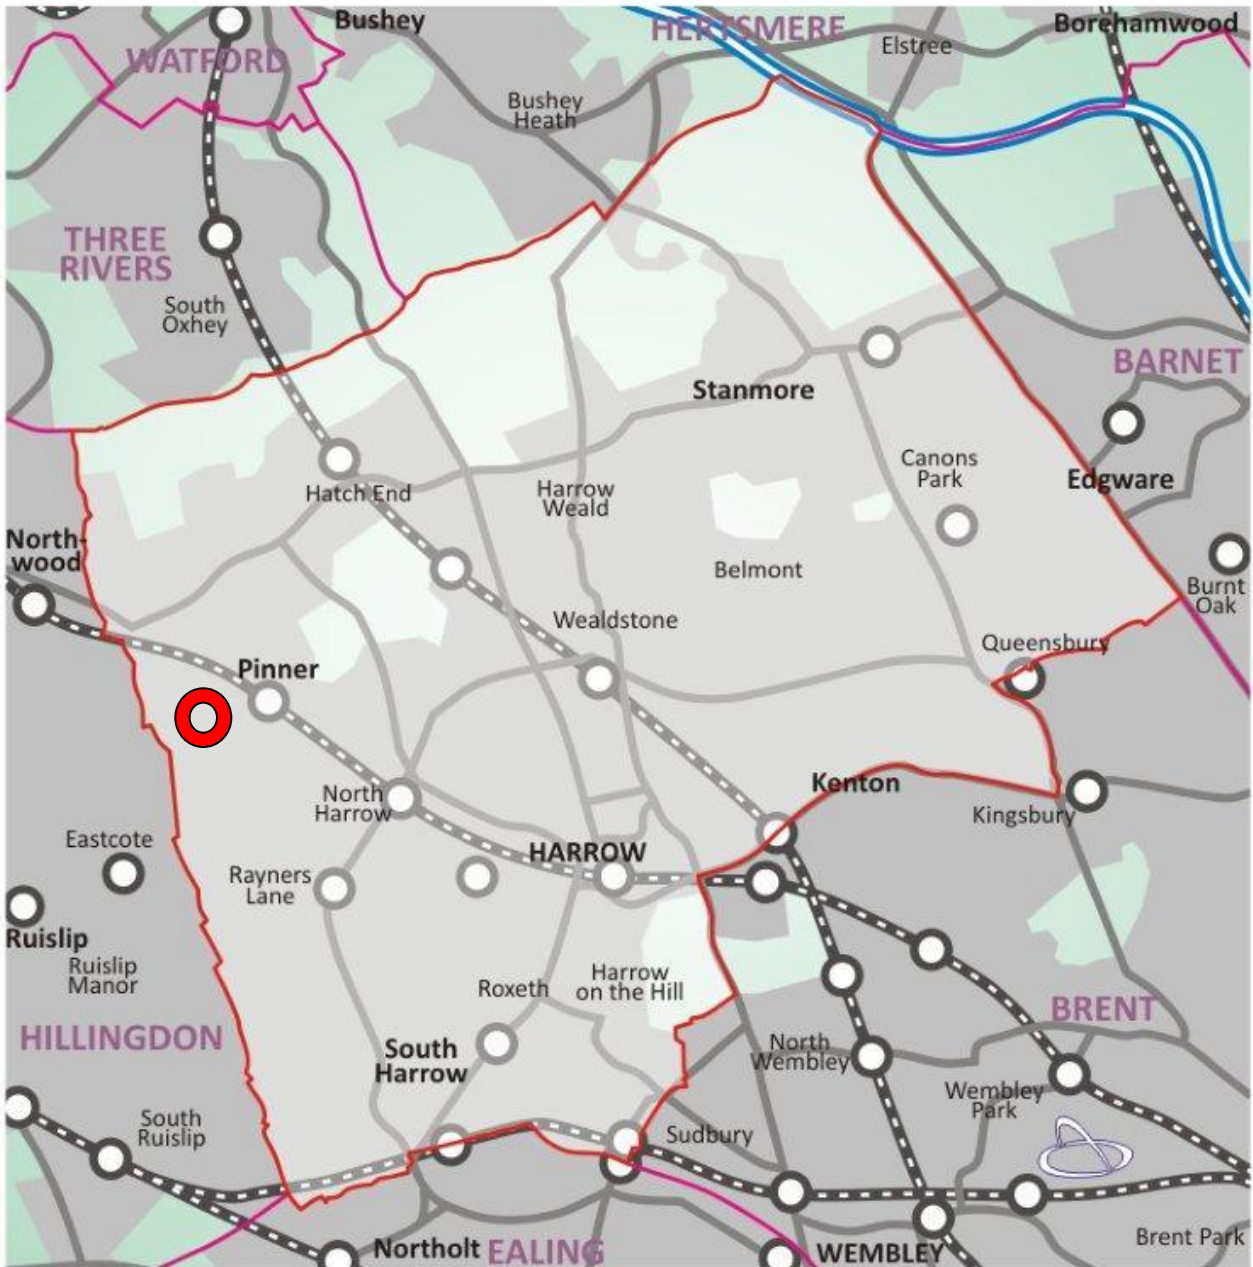 Bushey
HERTSMERE
Borehamwood
Elstree
WATFORD
Bushey
Heath
THREE
RIVERS
South
Oxhey
BARNET
Stanmore
Edgware
Canons
Park
Hatch End
Harrow
Weald
North-
wood
Belmont
Burnt
Oak
Wealdstone
Queensbury
Pinner
Kenton
North
Harrow
Kingsbury
Eastcote
HARROW
Rayners
Lane
Ruislip
Ruislip
Manor
Roxeth
Harrow
on the Hill
BRENT
HILLINGDON
South
Harrow
North
Wembley
Wembley
Park
South
Ruislip
Sudbury
Northolt
EALING
WEMBLEY
Brent Park